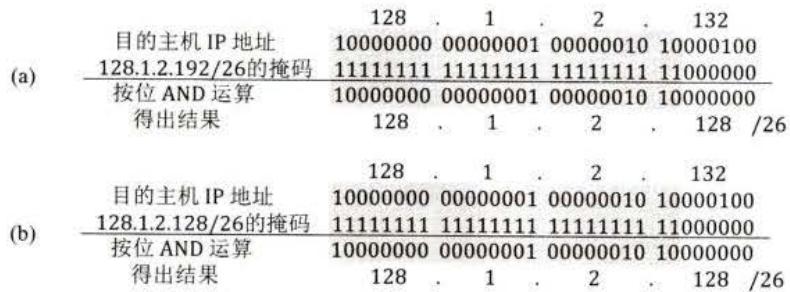 128 . 1 . 2 . 132
目的主机 IP 地址 10000000 00000001 00000010 10000100
(a) 128.1.2.192/26的掩码 11111111 11111111 11111111 11000000
按位 AND 运算 10000000 00000001 00000010 10000000
得出结果 128 . 1 . 2 . 128 /26
128 . 1 . 2 . 132
目的主机 IP 地址 10000000 00000001 00000010 10000100
(b) 128.1.2.128/26的掩码 11111111 11111111 11111111 11000000
按位 AND 运算 10000000 00000001 00000010 10000000
得出结果 128 . 1 . 2 . 128 /26